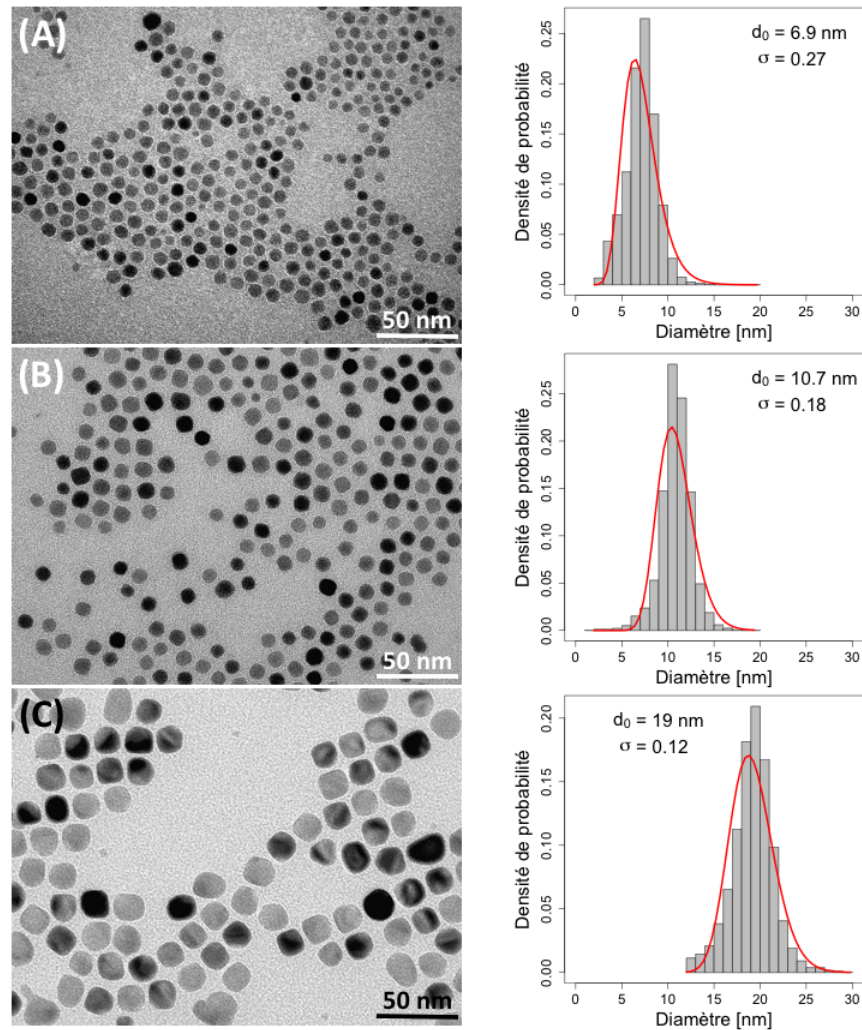 (A)
50 nm
d₀ = 6.9 nm
σ = 0.27
Densité de probabilité
0.00 0.05 0.10 0.15 0.20 0.25
0 5 10 15 20 25 30
Diamètre [nm]
(B)
50 nm
d₀ = 10.7 nm
σ = 0.18
Densité de probabilité
0.00 0.05 0.10 0.15 0.20 0.25
0 5 10 15 20 25 30
Diamètre [nm]
(C)
50 nm
d₀ = 19 nm
σ = 0.12
Densité de probabilité
0.00 0.05 0.10 0.15 0.20
0 5 10 15 20 25 30
Diamètre [nm]